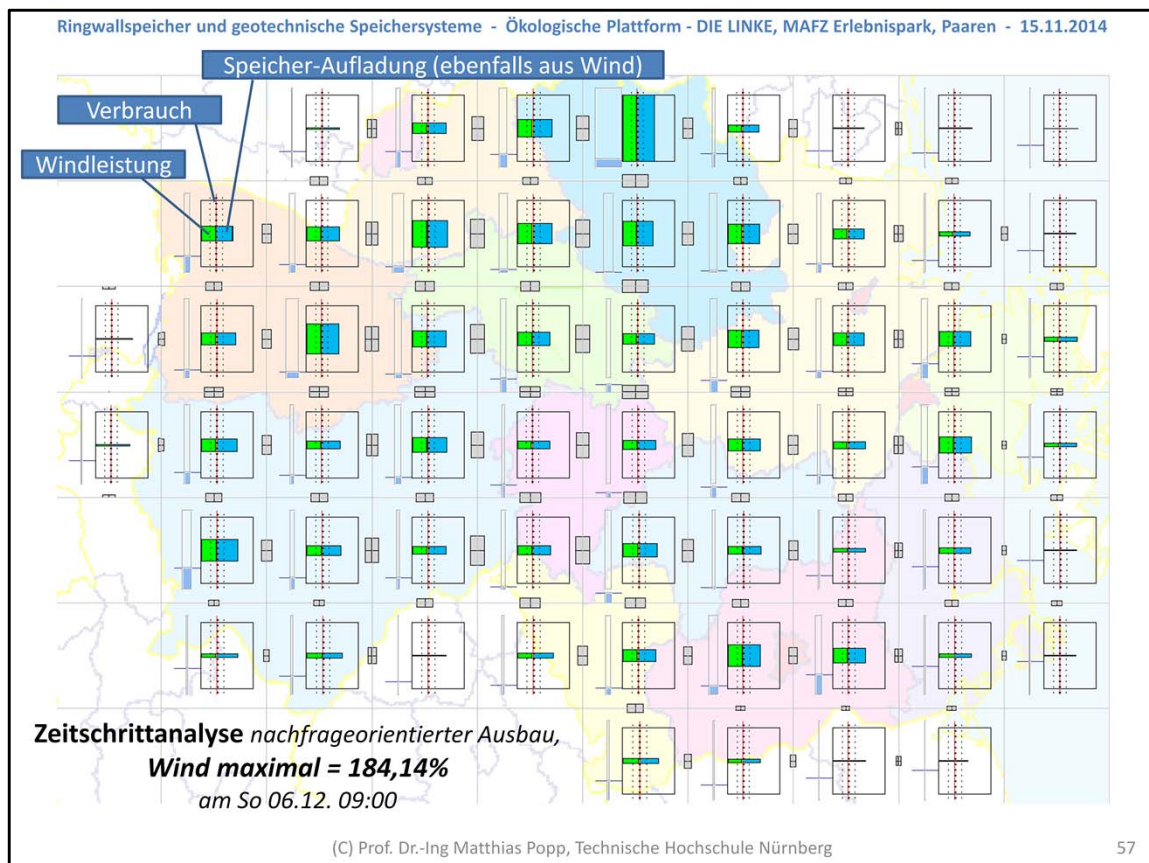 Ringwallspeicher und geotechnische Speichersysteme - Ökologische Plattform - DIE LINKE, MAFZ Erlebnispark, Paaren - 15.11.2014
Speicher-Aufladung (ebenfalls aus Wind)
Verbrauch
Windleistung
Zeitschrittanalyse nachfrageorientierter Ausbau,
Wind maximal = 184,14%
am So 06.12. 09:00
(C) Prof. Dr.-Ing Matthias Popp, Technische Hochschule Nürnberg
57